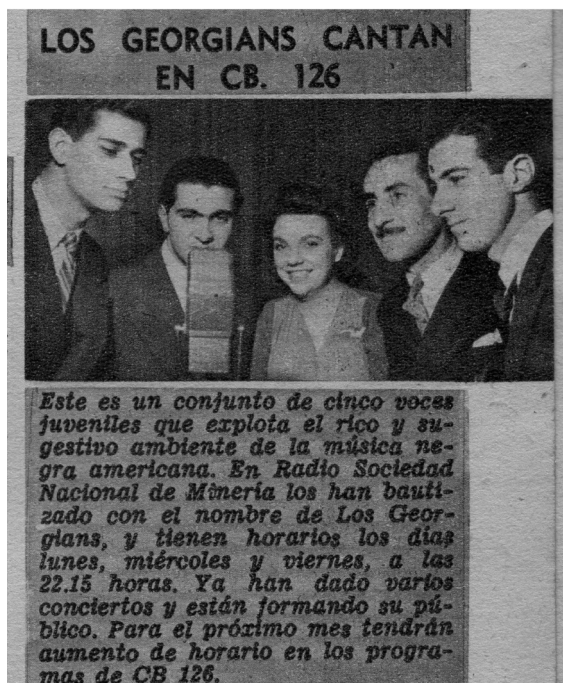 LOS GEORGIANS CANTAN
EN CB. 126
Este es un conjunto de cinco voces
juveniles que explota el rico y su-
gestivo ambiente de la música ne-
gra americana. En Radio Sociedad
Nacional de Minería los han bauti-
zado con el nombre de Los Geor-
gians, y tienen horarios los días
lunes, miércoles y viernes, a las
22.15 horas. Ya han dado varios
conciertos y están formando su pú-
blico. Para el próximo mes tendrán
aumento de horario en los progra-
mas de CB 126.